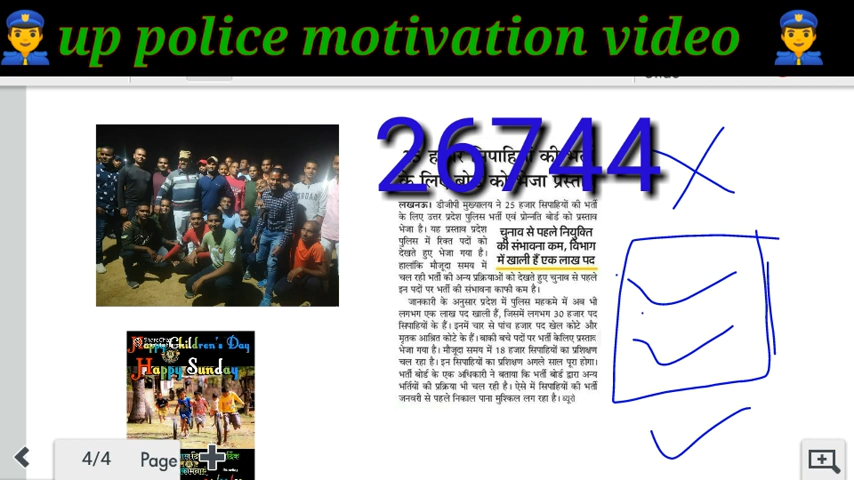 up police motivation video
26744
25 हजार सिपाहियों की भर्ती
के लिए बोर्ड को भेजा प्रस्ताव
लखनऊ। डीजीपी मुख्यालय ने 25 हजार सिपाहियों की भर्ती
के लिए उत्तर प्रदेश पुलिस भर्ती एवं प्रोन्नति बोर्ड को प्रस्ताव
भेजा है। यह प्रस्ताव प्रदेश
पुलिस में रिक्त पदों को
देखते हुए भेजा गया है।
हालांकि मौजूदा समय में
चुनाव से पहले नियुक्ति
की संभावना कम, विभाग
में खाली हैं एक लाख पद
चल रही भर्ती की अन्य प्रक्रियाओं को देखते हुए चुनाव से पहले
इन पदों पर भर्ती की संभावना काफी कम है।
जानकारी के अनुसार प्रदेश में पुलिस महकमे में अब भी
लगभग एक लाख पद खाली हैं, जिसमें लगभग 30 हजार पद
सिपाहियों के हैं। इनमें चार से पांच हजार पद खेल कोटे और
मृतक आश्रित कोटे के हैं। बाकी बचे पदों पर भर्ती केलिए प्रस्ताव
भेजा गया है। मौजूदा समय में 18 हजार सिपाहियों का प्रशिक्षण
चल रहा है। इन सिपाहियों का प्रशिक्षण अगले साल पूरा होगा।
भर्ती बोर्ड के एक अधिकारी ने बताया कि भर्ती बोर्ड द्वारा अन्य
भर्तियों की प्रक्रिया भी चल रही है। ऐसे में सिपाहियों की भर्ती
जनवरी से पहले निकाल पाना मुश्किल लग रहा है। ब्यूरो
ShareChat
Happy Children's Day
Happy Sunday
4/4 Page